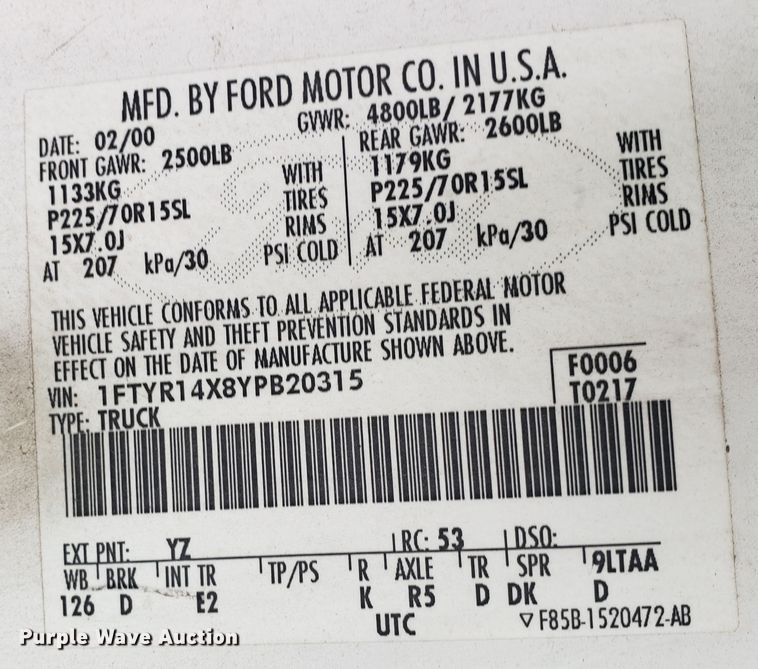 MFD. BY FORD MOTOR CO. IN U.S.A.
DATE: 02/00 GVWR: 4800LB/ 2177KG
FRONT GAWR: 2500LB REAR GAWR: 2600LB
1133KG WITH 1179KG WITH
P225/70R15SL TIRES P225/70R15SL TIRES
15X7.0J RIMS 15X7.0J RIMS
AT 207 kPa/30 PSI COLD AT 207 kPa/30 PSI COLD
THIS VEHICLE CONFORMS TO ALL APPLICABLE FEDERAL MOTOR
VEHICLE SAFETY AND THEFT PREVENTION STANDARDS IN
EFFECT ON THE DATE OF MANUFACTURE SHOWN ABOVE.
VIN: 1FTYR14X8YPB20315 F0006
TYPE: TRUCK T0217
EXT PNT: YZ RC: 53 DSO:
WB BRK INT TR TP/PS R AXLE TR SPR 9LTAA
126 D E2 K R5 D DK D
UTC ▽F85B-1520472-AB
Purple Wave Auction